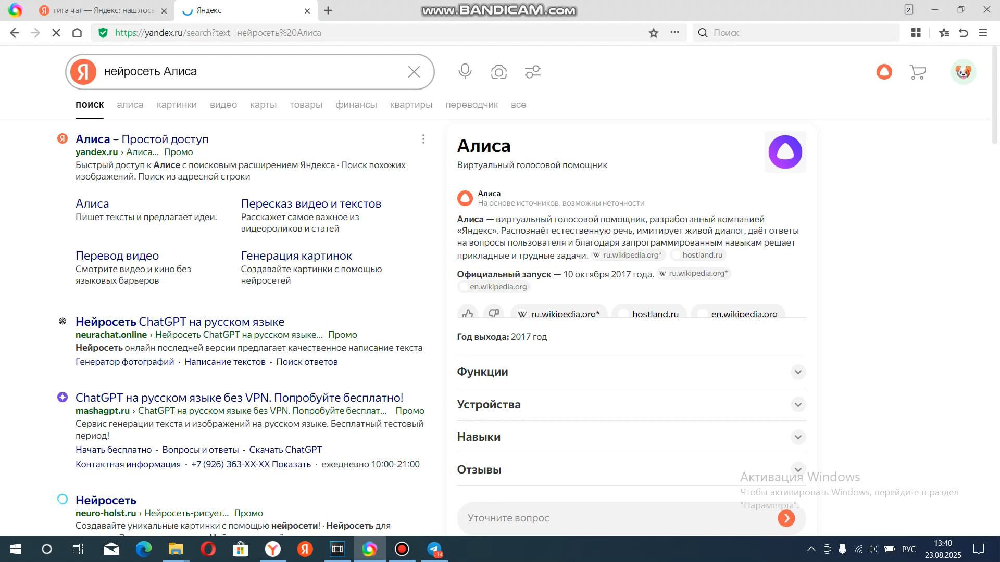 гига чат — Яндекс: наш лось
Яндекс
www.BANDICAM.com
2
https://yandex.ru/search?text=нейросеть%20Алиса
Поиск
Я нейросеть Алиса
поиск алиса картинки видео карты товары финансы квартиры переводчик все
Алиса – Простой доступ
yandex.ru › Алиса... Промо
Быстрый доступ к Алисе с поисковым расширением Яндекса · Поиск похожих
изображений. Поиск из адресной строки
Алиса
Пишет тексты и предлагает идеи.
Пересказ видео и текстов
Расскажет самое важное из
видеороликов и статей
Перевод видео
Смотрите видео и кино без
языковых барьеров
Генерация картинок
Создавайте картинки с помощью
нейросетей
Нейросеть ChatGPT на русском языке
neurachat.online › Нейросеть ChatGPT на русском языке... Промо
Нейросеть онлайн последней версии предлагает качественное написание текста
Генератор фотографий · Написание текстов · Поиск ответов
ChatGPT на русском языке без VPN. Попробуйте бесплатно!
mashagpt.ru › ChatGPT на русском языке без VPN. Попробуйте бесплат... Промо
Сервис генерации текста и изображений на русском языке. Бесплатный тестовый
период!
Начать бесплатно · Вопросы и ответы · Скачать ChatGPT
Контактная информация · +7 (926) 363-XX-XX Показать · ежедневно 10:00-21:00
Нейросеть
neuro-holst.ru › Нейросеть-рисует... Промо
Создавайте уникальные картинки с помощью нейросети! · Нейросеть для
Алиса
Виртуальный голосовой помощник
Алиса
На основе источников, возможны неточности
Алиса — виртуальный голосовой помощник, разработанный компанией
«Яндекс». Распознаёт естественную речь, имитирует живой диалог, даёт ответы
на вопросы пользователя и благодаря запрограммированным навыкам решает
прикладные и трудные задачи. W ru.wikipedia.org* hostland.ru
Официальный запуск — 10 октября 2017 года. W ru.wikipedia.org*
en.wikipedia.org
W ru.wikipedia.org* hostland.ru en.wikipedia.org
Год выхода: 2017 год
Функции
Устройства
Навыки
Отзывы
Уточните вопрос
Активация Windows
Чтобы активировать Windows, перейдите в раздел
"Параметры".
14
РУС
13:40
23.08.2025